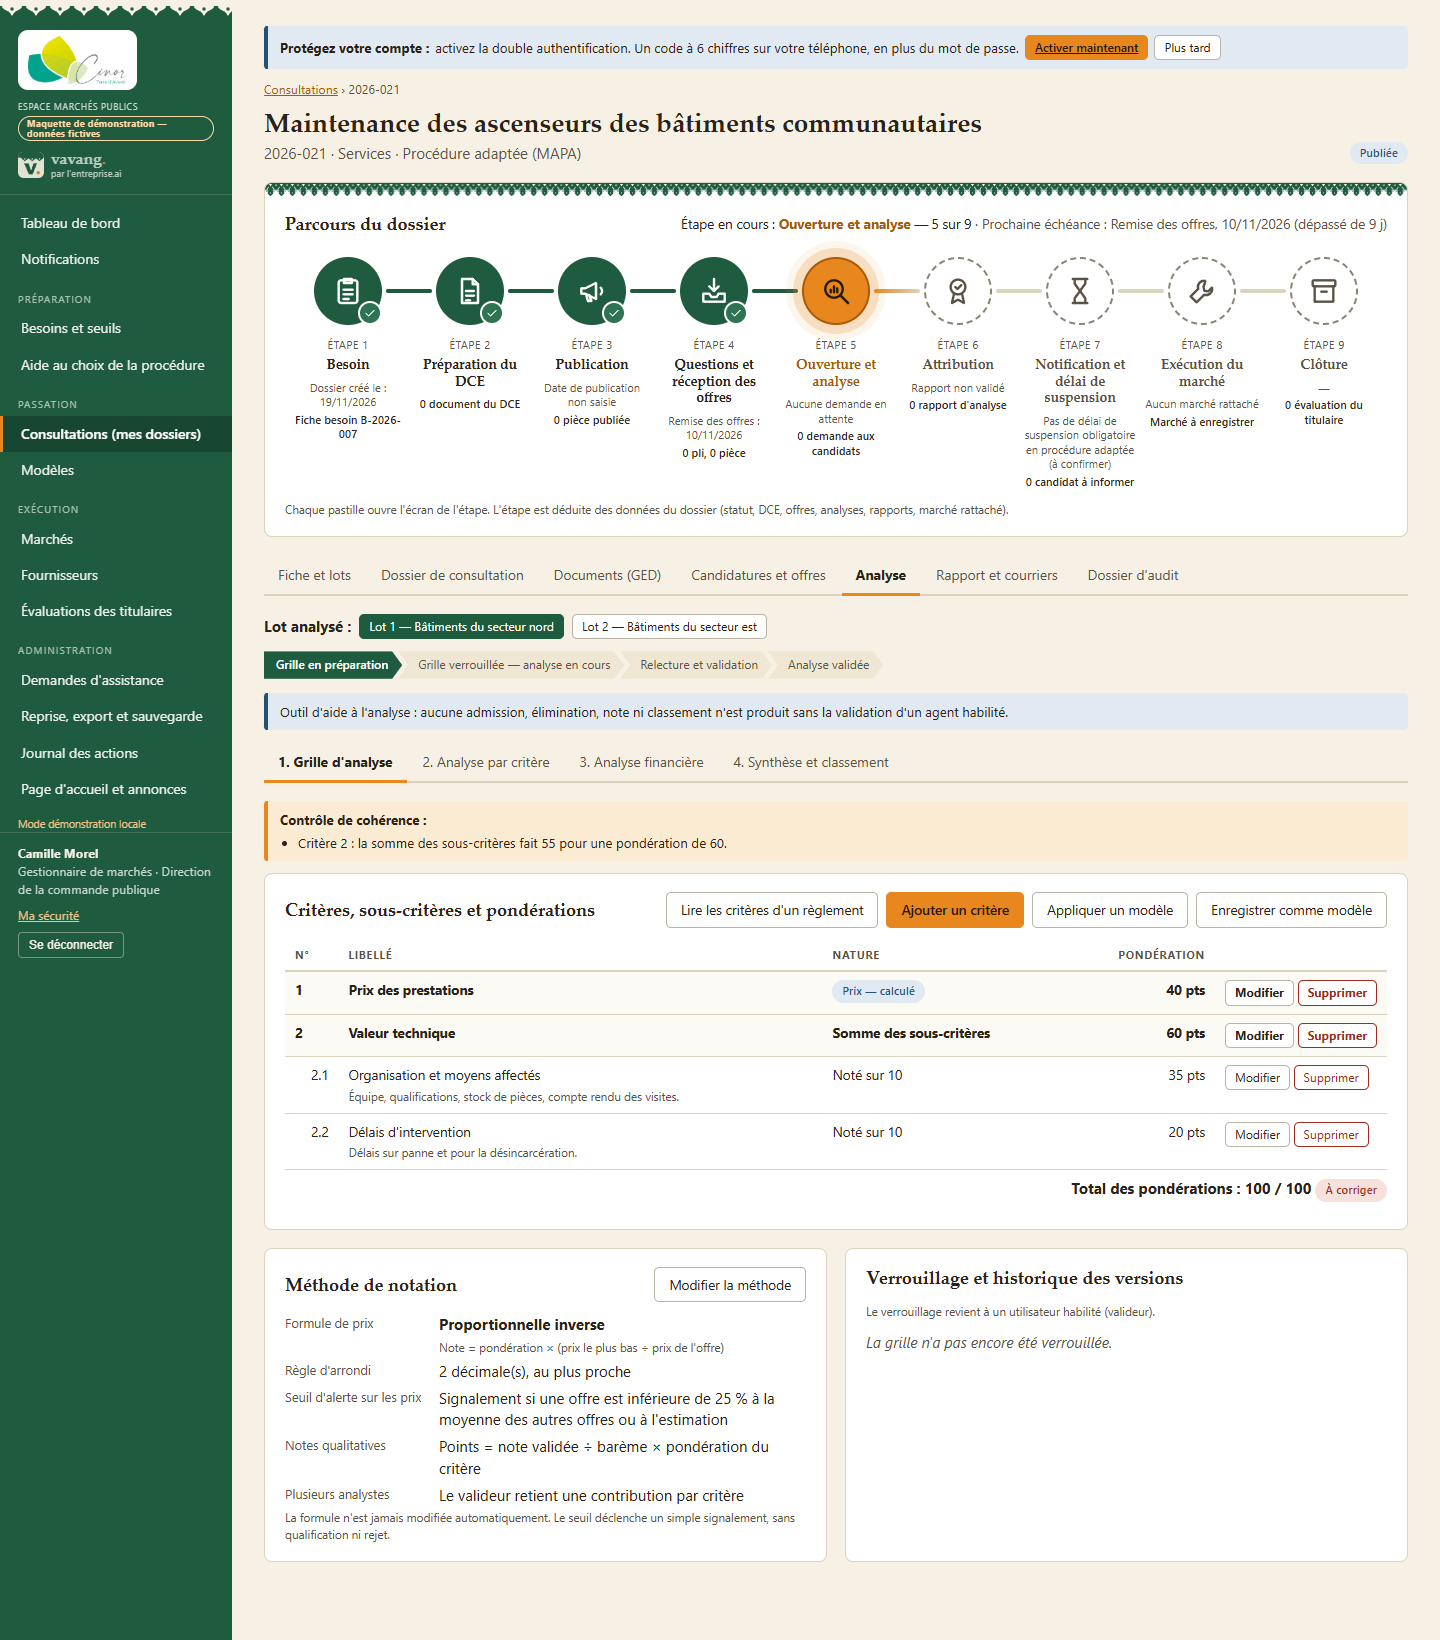 Cinor
Terre d'Avenir
ESPACE MARCHÉS PUBLICS
Maquette de démonstration —
données fictives
vavang.
par l'entreprise.ai
Tableau de bord
Notifications
PRÉPARATION
Besoins et seuils
Aide au choix de la procédure
PASSATION
Consultations (mes dossiers)
Modèles
EXÉCUTION
Marchés
Fournisseurs
Évaluations des titulaires
ADMINISTRATION
Demandes d'assistance
Reprise, export et sauvegarde
Journal des actions
Page d'accueil et annonces
Mode démonstration locale
Camille Morel
Gestionnaire de marchés · Direction
de la commande publique
Ma sécurité
Se déconnecter
Protégez votre compte : activez la double authentification. Un code à 6 chiffres sur votre téléphone, en plus du mot de passe. Activer maintenant Plus tard
Consultations › 2026-021
Maintenance des ascenseurs des bâtiments communautaires
2026-021 · Services · Procédure adaptée (MAPA)
Publiée
Parcours du dossier
Étape en cours : Ouverture et analyse — 5 sur 9 · Prochaine échéance : Remise des offres, 10/11/2026 (dépassé de 9 j)
ÉTAPE 1
Besoin
Dossier créé le :
19/11/2026
Fiche besoin B-2026-
007
ÉTAPE 2
Préparation du
DCE
0 document du DCE
ÉTAPE 3
Publication
Date de publication
non saisie
0 pièce publiée
ÉTAPE 4
Questions et
réception des
offres
Remise des offres :
10/11/2026
0 pli, 0 pièce
ÉTAPE 5
Ouverture et
analyse
Aucune demande en
attente
0 demande aux
candidats
ÉTAPE 6
Attribution
Rapport non validé
0 rapport d'analyse
ÉTAPE 7
Notification et
délai de
suspension
Pas de délai de
suspension obligatoire
en procédure adaptée
(à confirmer)
0 candidat à informer
ÉTAPE 8
Exécution du
marché
Aucun marché rattaché
Marché à enregistrer
ÉTAPE 9
Clôture
—
0 évaluation du
titulaire
Chaque pastille ouvre l'écran de l'étape. L'étape est déduite des données du dossier (statut, DCE, offres, analyses, rapports, marché rattaché).
Fiche et lots Dossier de consultation Documents (GED) Candidatures et offres Analyse Rapport et courriers Dossier d'audit
Lot analysé : Lot 1 — Bâtiments du secteur nord Lot 2 — Bâtiments du secteur est
Grille en préparation Grille verrouillée — analyse en cours Relecture et validation Analyse validée
Outil d'aide à l'analyse : aucune admission, élimination, note ni classement n'est produit sans la validation d'un agent habilité.
1. Grille d'analyse 2. Analyse par critère 3. Analyse financière 4. Synthèse et classement
Contrôle de cohérence :
• Critère 2 : la somme des sous-critères fait 55 pour une pondération de 60.
Critères, sous-critères et pondérations
Lire les critères d'un règlement Ajouter un critère Appliquer un modèle Enregistrer comme modèle
N° LIBELLÉ NATURE PONDÉRATION
1 Prix des prestations Prix — calculé 40 pts Modifier Supprimer
2 Valeur technique Somme des sous-critères 60 pts Modifier Supprimer
2.1 Organisation et moyens affectés Noté sur 10 35 pts Modifier Supprimer
Équipe, qualifications, stock de pièces, compte rendu des visites.
2.2 Délais d'intervention Noté sur 10 20 pts Modifier Supprimer
Délais sur panne et pour la désincarcération.
Total des pondérations : 100 / 100 À corriger
Méthode de notation
Modifier la méthode
Formule de prix Proportionnelle inverse
Note = pondération × (prix le plus bas ÷ prix de l'offre)
Règle d'arrondi 2 décimale(s), au plus proche
Seuil d'alerte sur les prix Signalement si une offre est inférieure de 25 % à la
moyenne des autres offres ou à l'estimation
Notes qualitatives Points = note validée ÷ barème × pondération du
critère
Plusieurs analystes Le valideur retient une contribution par critère
La formule n'est jamais modifiée automatiquement. Le seuil déclenche un simple signalement, sans
qualification ni rejet.
Verrouillage et historique des versions
Le verrouillage revient à un utilisateur habilité (valideur).
La grille n'a pas encore été verrouillée.